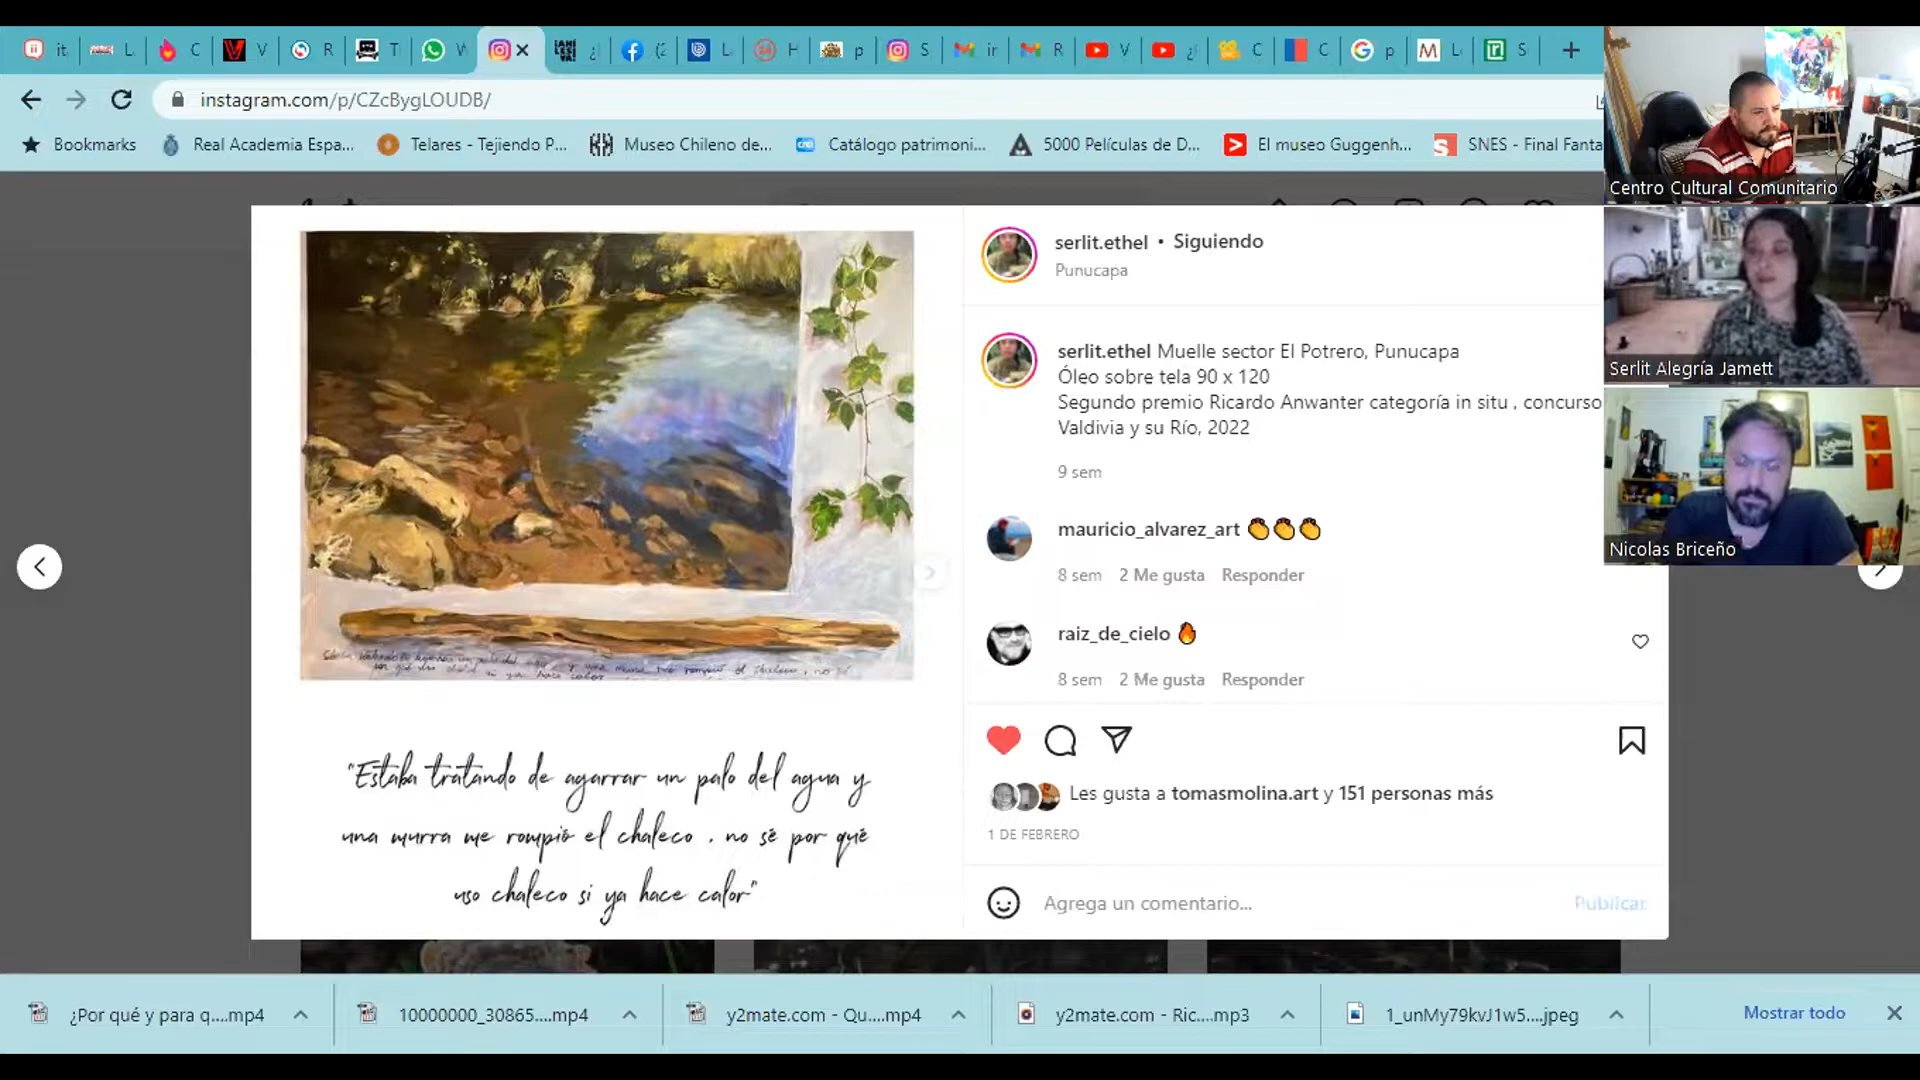 it
L
C
V
R
T
W
¿
(2
L
H
p
S
in
R
V
¿
C
C
p
L
S
instagram.com/p/CZcBygLOUDB/
Bookmarks
Real Academia Espa...
Telares - Tejiendo P...
Museo Chileno de...
Catálogo patrimoni...
5000 Películas de D...
El museo Guggenh...
SNES - Final Fanta
Centro Cultural Comunitario
Serlit Alegría Jamett
Nicolas Briceño
serlit.ethel • Siguiendo
Punucapa
serlit.ethel Muelle sector El Potrero, Punucapa
Óleo sobre tela 90 x 120
Segundo premio Ricardo Anwanter categoría in situ , concurso
Valdivia y su Río, 2022
9 sem
mauricio_alvarez_art 👏👏👏
8 sem 2 Me gusta Responder
raiz_de_cielo 🔥
8 sem 2 Me gusta Responder
"Estaba tratando de agarrar un palo del agua y
una murra me rompió el chaleco , no sé por qué
uso chaleco si ya hace calor"
Les gusta a tomasmolina.art y 151 personas más
1 DE FEBRERO
Agrega un comentario...
Publicar
¿Por qué y para q....mp4
10000000_30865....mp4
y2mate.com - Qu....mp4
y2mate.com - Ric....mp3
1_unMy79kvJ1w5....jpeg
Mostrar todo